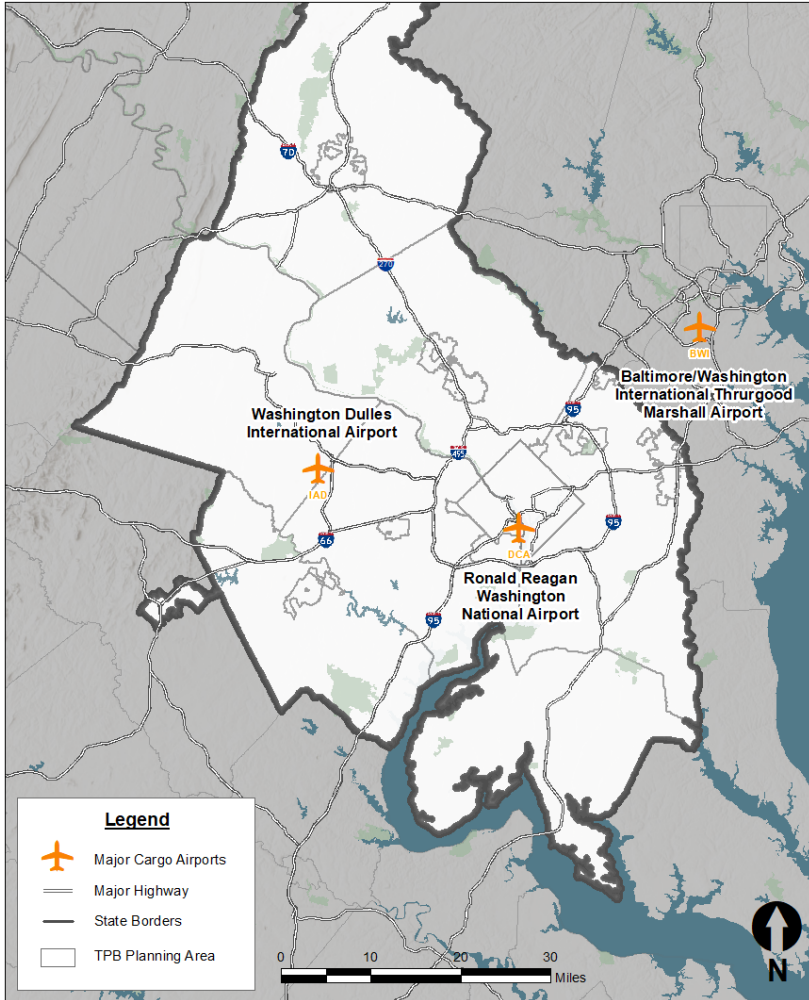 70
270
BWI
Baltimore/Washington
International Thrurgood
Marshall Airport
95
Washington Dulles
International Airport
495
IAD
95
66
DCA
Ronald Reagan
Washington
National Airport
95
Legend
Major Cargo Airports
Major Highway
State Borders
TPB Planning Area
0 10 20 30
Miles
N